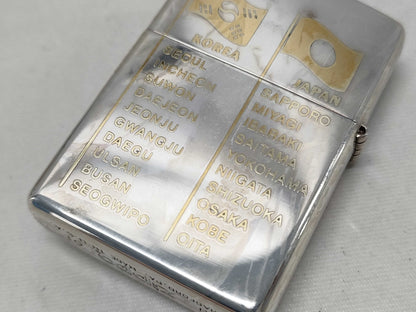 KOREA
SEOUL
INCHECN
SUWON
DAEJEON
JEONJU
GWANGJU
DAEGU
ULSAN
BUSAN
SEOGWIPO
JAPAN
SAPPORO
MIYAGI
IBARAKI
SAITAMA
YOKOHAMA
NIIGATA
SHIZUOKA
OSAKA
KOBE
OITA